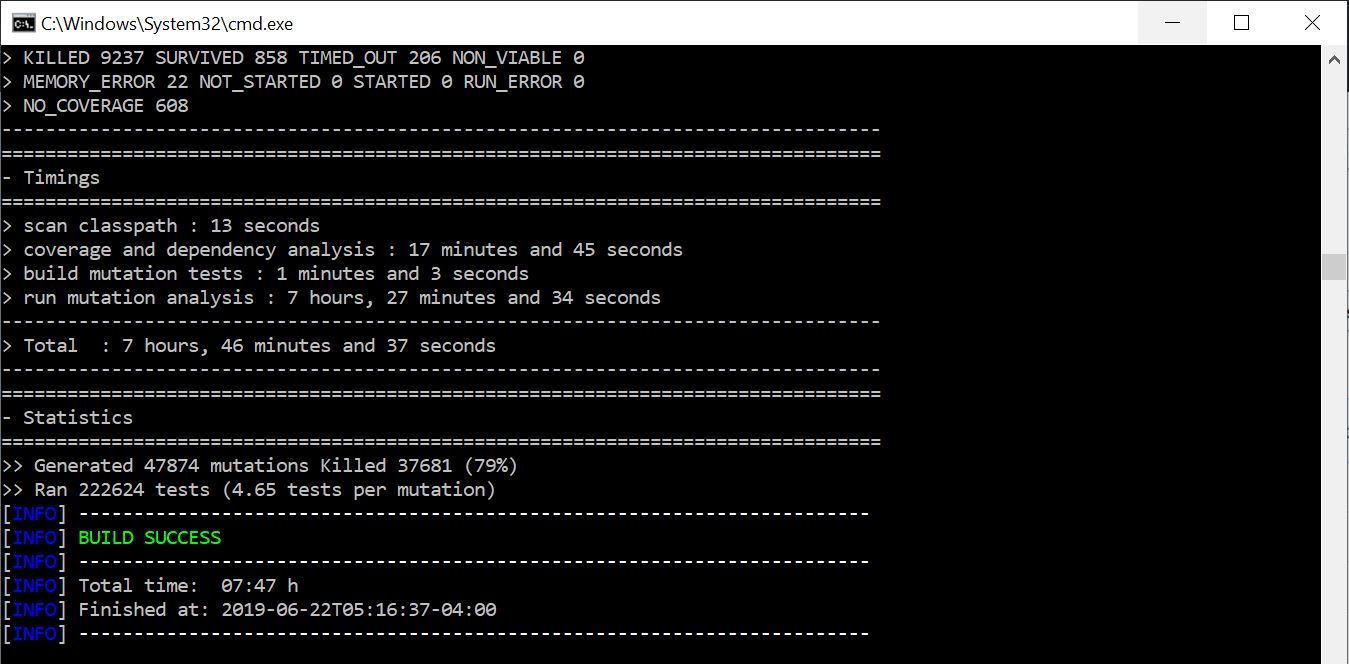 C:\Windows\System32\cmd.exe
> KILLED 9237 SURVIVED 858 TIMED_OUT 206 NON_VIABLE 0
> MEMORY_ERROR 22 NOT_STARTED 0 STARTED 0 RUN_ERROR 0
> NO_COVERAGE 608
--------------------------------------------------------------------------------
================================================================================
- Timings
================================================================================
> scan classpath : 13 seconds
> coverage and dependency analysis : 17 minutes and 45 seconds
> build mutation tests : 1 minutes and 3 seconds
> run mutation analysis : 7 hours, 27 minutes and 34 seconds
--------------------------------------------------------------------------------
> Total  : 7 hours, 46 minutes and 37 seconds
--------------------------------------------------------------------------------
================================================================================
- Statistics
================================================================================
>> Generated 47874 mutations Killed 37681 (79%)
>> Ran 222624 tests (4.65 tests per mutation)
[INFO] ------------------------------------------------------------------------
[INFO] BUILD SUCCESS
[INFO] ------------------------------------------------------------------------
[INFO] Total time:  07:47 h
[INFO] Finished at: 2019-06-22T05:16:37-04:00
[INFO] ------------------------------------------------------------------------